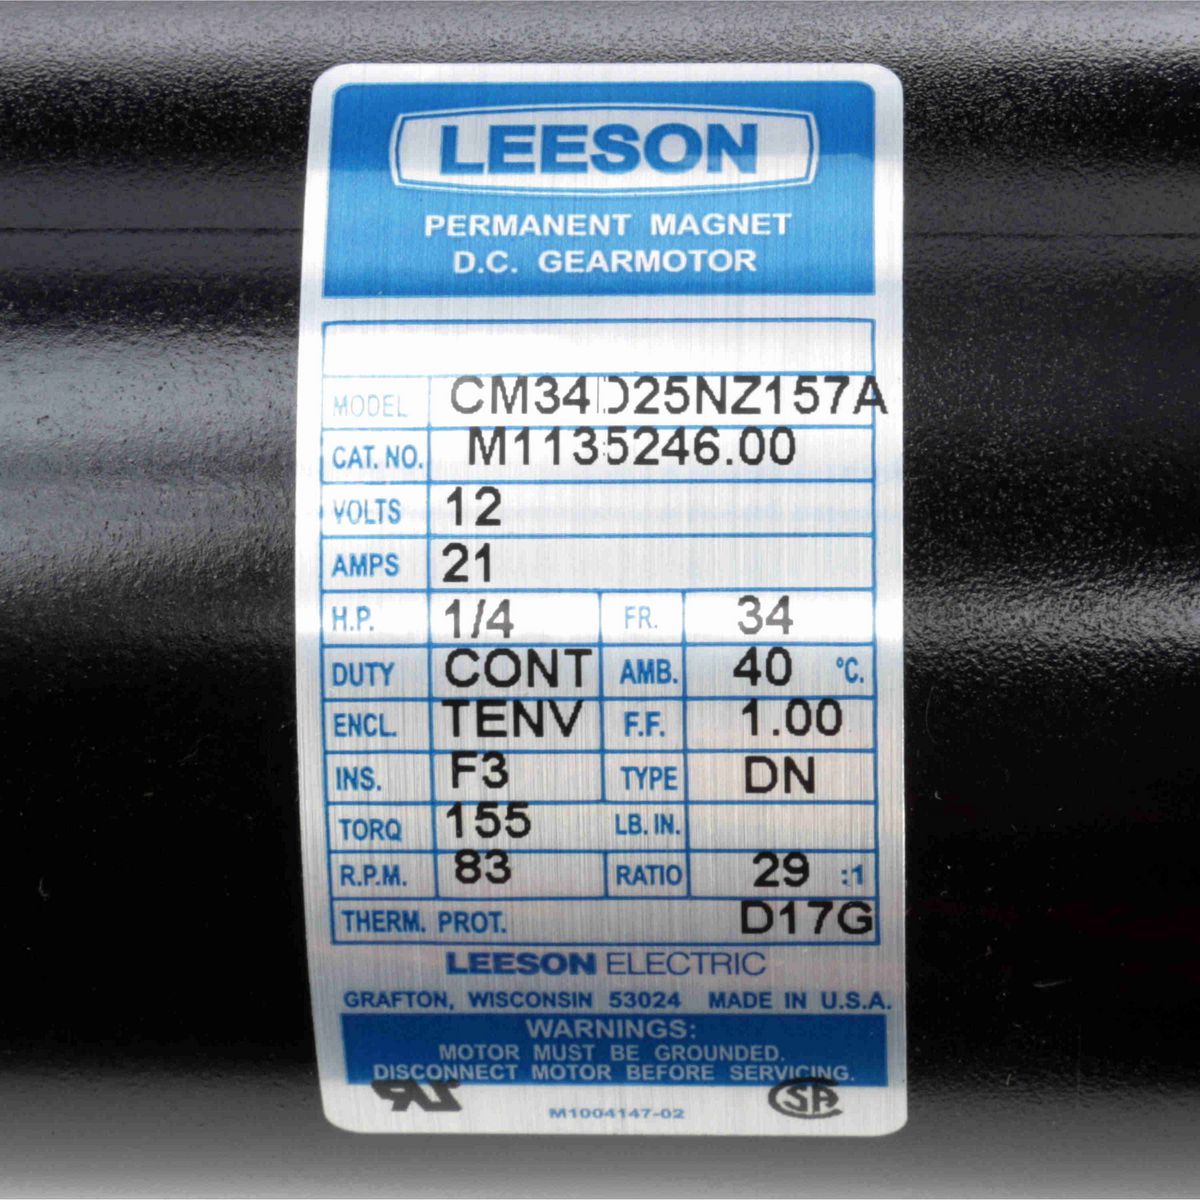 LEESON
PERMANENT MAGNET
D.C. GEARMOTOR
MODEL CM34D25NZ157A
CAT. NO. M1135246.00
VOLTS 12
AMPS 21
H.P. 1/4 FR. 34
DUTY CONT AMB. 40 °C.
ENCL. TENV F.F. 1.00
INS. F3 TYPE DN
TORQ 155 LB. IN.
R.P.M. 83 RATIO 29 :1
THERM. PROT. D17G
LEESON ELECTRIC
GRAFTON, WISCONSIN 53024 MADE IN U.S.A.
WARNINGS:
MOTOR MUST BE GROUNDED.
DISCONNECT MOTOR BEFORE SERVICING.
M1004147-02